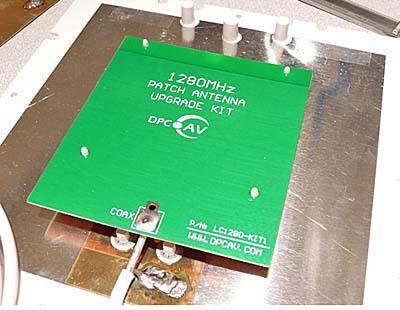 1280MHz
PATCH ANTENNA
UPGRADE KIT
DPC AV
COAX
P/N: LC1280-KIT1
WWW.DPCAV.COM